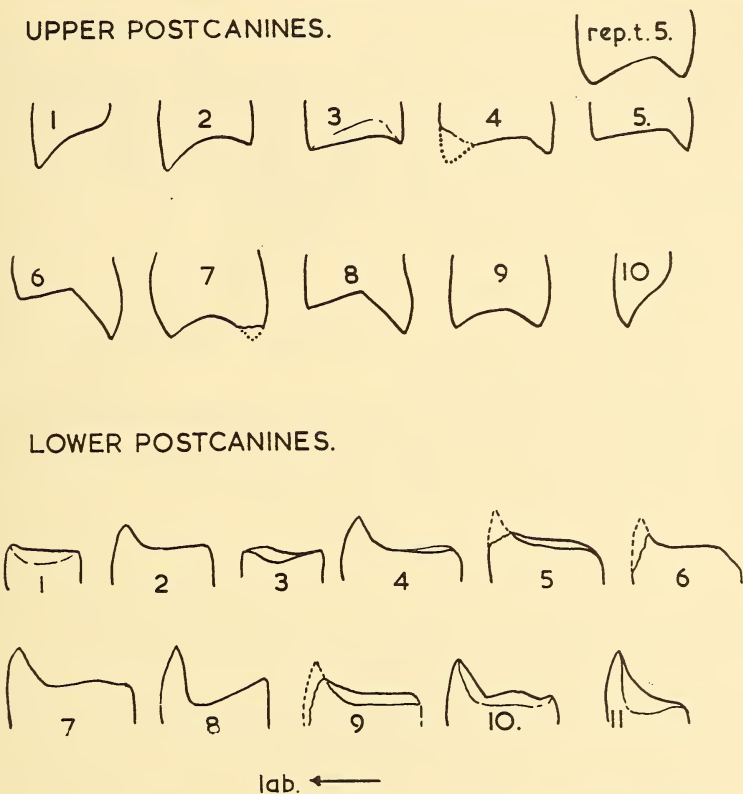 UPPER POSTCANINES.
rep.t.5.
1 2 3 4 5.
6 7 8 9 10
LOWER POSTCANINES.
1 2 3 4 5 6
7 8 9 10. 11
lab.